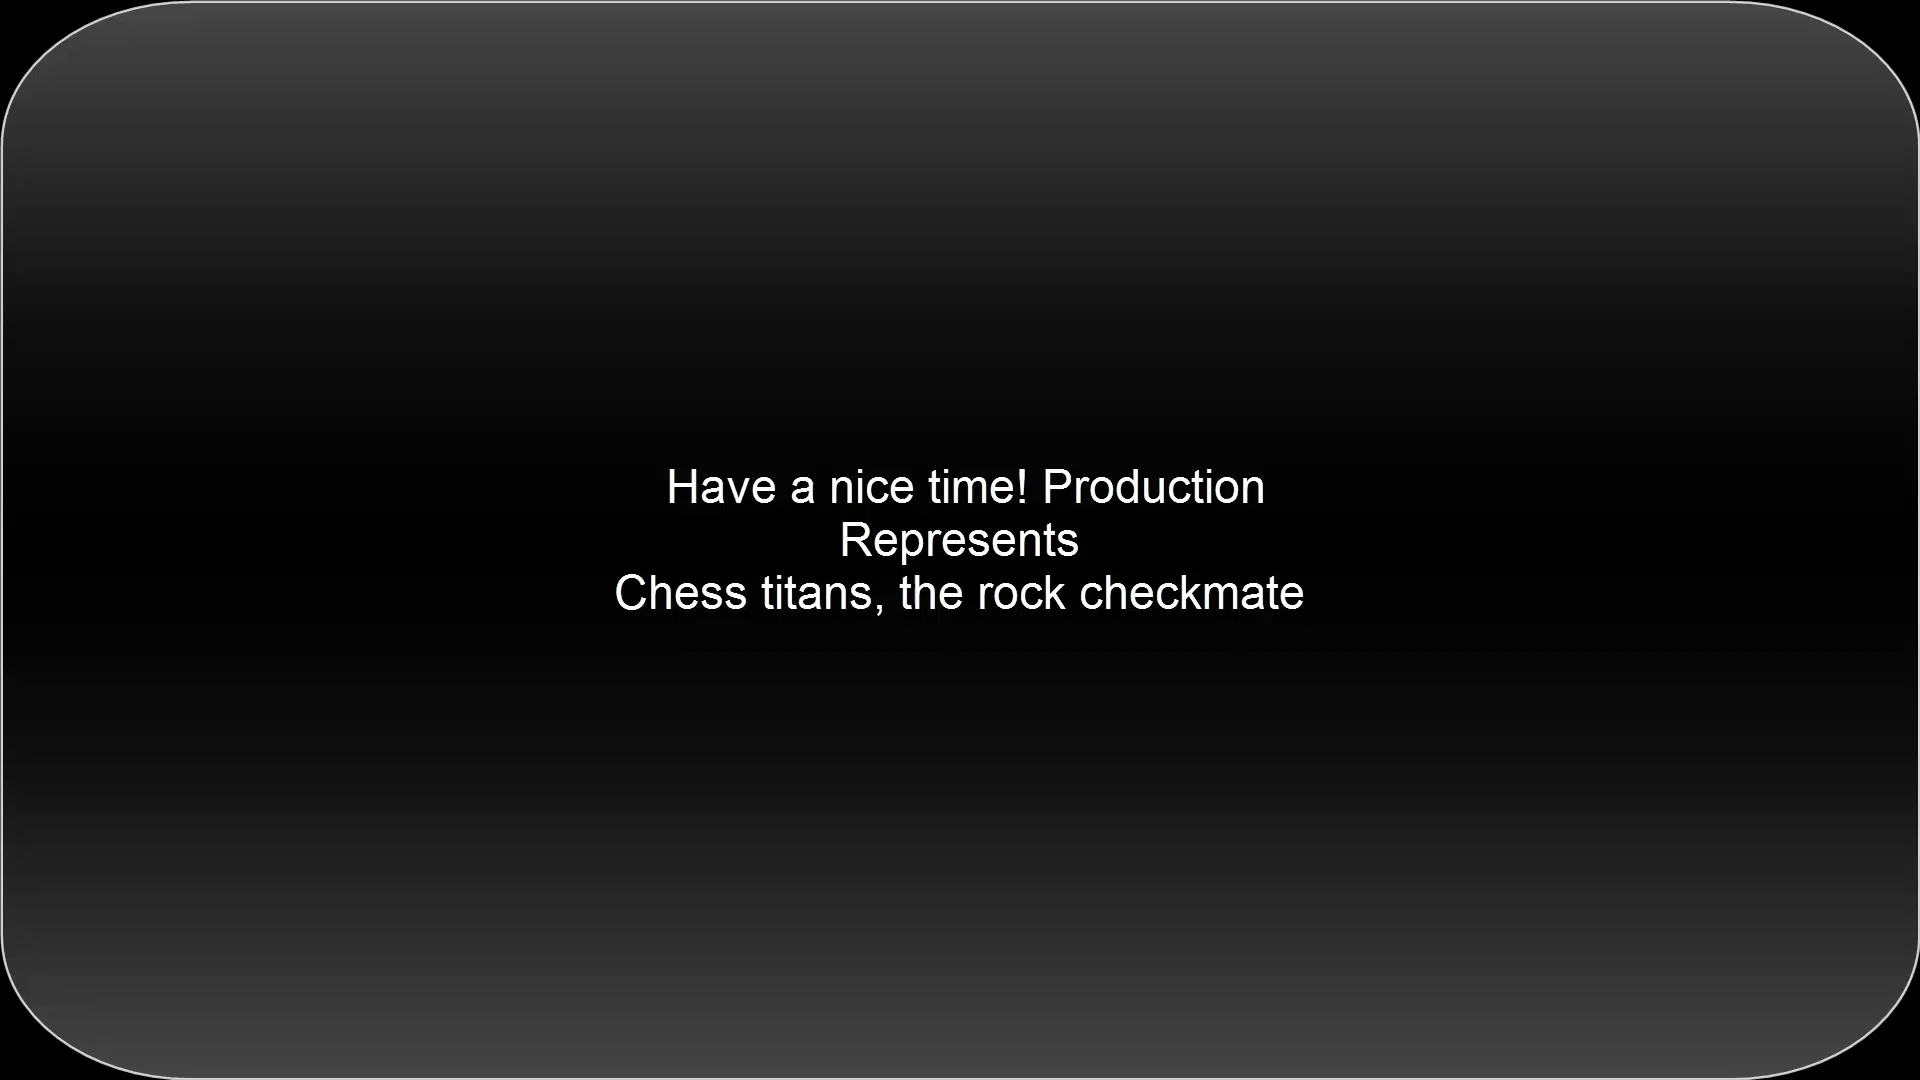 Have a nice time! Production
Represents
Chess titans, the rock checkmate